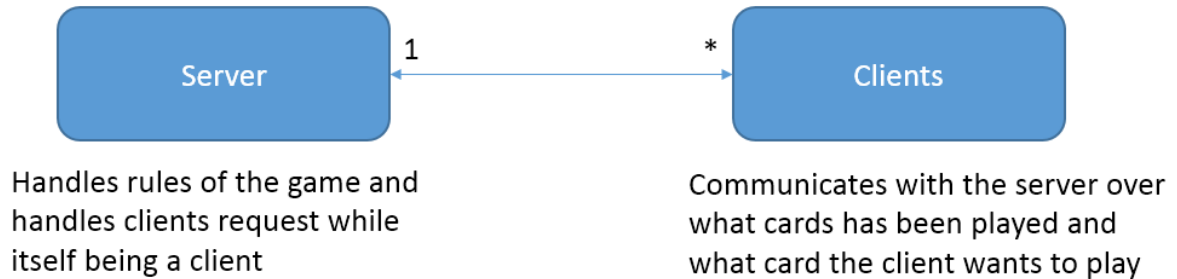 Server
1
*
Clients
Handles rules of the game and
handles clients request while
itself being a client
Communicates with the server over
what cards has been played and
what card the client wants to play